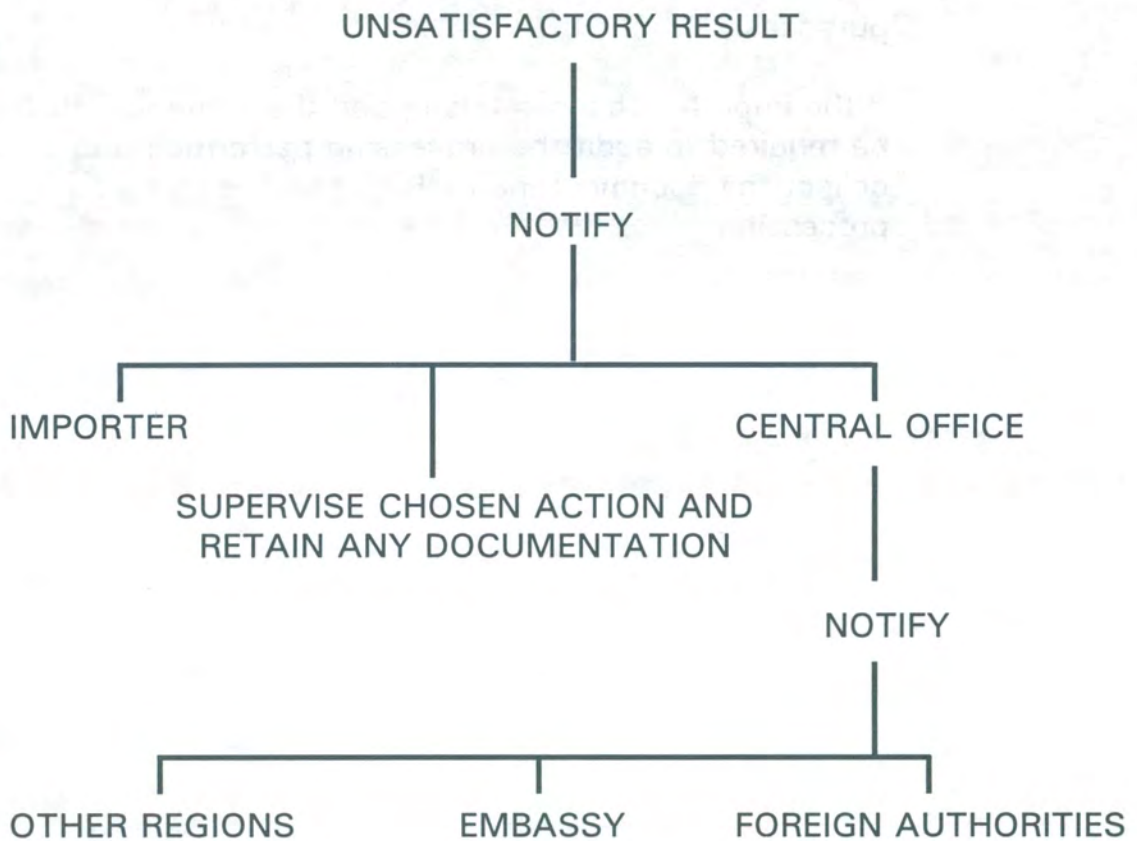 UNSATISFACTORY RESULT
NOTIFY
IMPORTER
CENTRAL OFFICE
SUPERVISE CHOSEN ACTION AND
RETAIN ANY DOCUMENTATION
NOTIFY
OTHER REGIONS
EMBASSY
FOREIGN AUTHORITIES